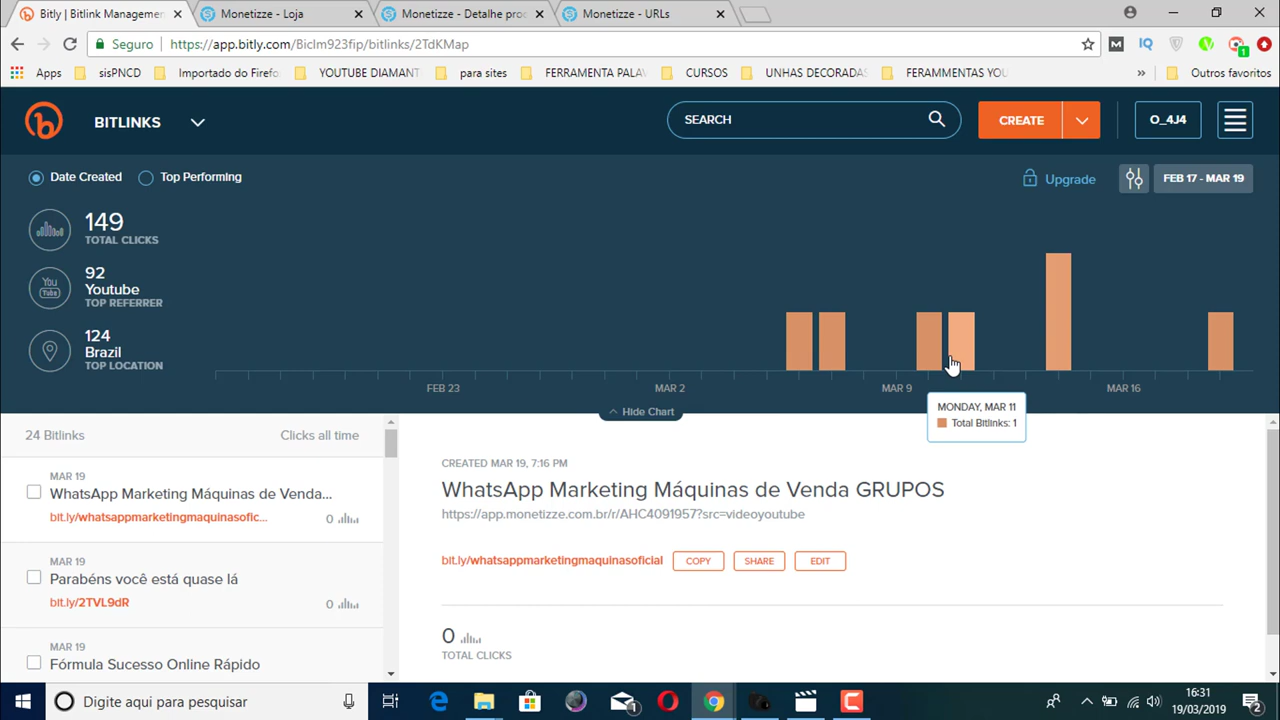 Bitly | Bitlink Managemen
Monetizze - Loja
Monetizze - Detalhe proc
Monetizze - URLs
Seguro
https://app.bitly.com/Biclm923fip/bitlinks/2TdKMap
Apps
sisPNCD
Importado do Firefo
YOUTUBE DIAMANT
para sites
FERRAMENTA PALA
CURSOS
UNHAS DECORADAS
FERAMMENTAS YOU
Outros favoritos
BITLINKS
SEARCH
CREATE
O_4J4
Date Created
Top Performing
Upgrade
FEB 17 - MAR 19
149
TOTAL CLICKS
You
Tube
92
Youtube
TOP REFERRER
124
Brazil
TOP LOCATION
FEB 23
MAR 2
MAR 9
MAR 16
MONDAY, MAR 11
Total Bitlinks: 1
Hide Chart
24 Bitlinks
Clicks all time
MAR 19
WhatsApp Marketing Máquinas de Venda...
bit.ly/whatsappmarketingmaquinasofic...
0
MAR 19
Parabéns você está quase lá
bit.ly/2TVL9dR
0
MAR 19
Fórmula Sucesso Online Rápido
CREATED MAR 19, 7:16 PM
WhatsApp Marketing Máquinas de Venda GRUPOS
https://app.monetizze.com.br/r/AHC4091957?src=videoyoutube
bit.ly/whatsappmarketingmaquinasoficial
COPY
SHARE
EDIT
0
TOTAL CLICKS
Digite aqui para pesquisar
16:31
19/03/2019